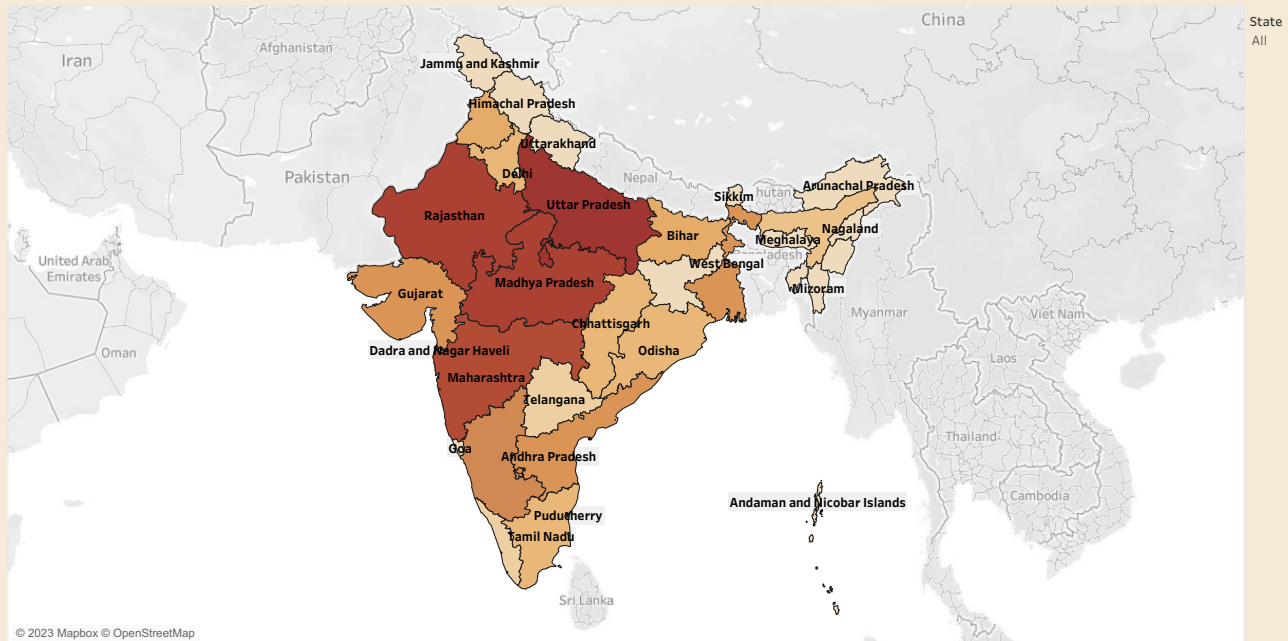 China
State
All
Afghanistan
Iran
Jammu and Kashmir
Himachal Pradesh
Uttarakhand
Pakistan
Delhi
Nepal
Sikkim
hutan
Arunachal Pradesh
Uttar Pradesh
Rajasthan
Nagaland
Bihar
Meghalaya
United Arab
Emirates
West Bengal
ladesh
Madhya Pradesh
Mizoram
Gujarat
Myanmar
Viet Nam
Chhattisgarh
Dadra and Nagar Haveli
Odisha
Oman
Laos
Maharashtra
Telangana
Thailand
Goa
Andhra Pradesh
Cambodia
Andaman and Nicobar Islands
Puducherry
Tamil Nadu
Sri Lanka
© 2023 Mapbox © OpenStreetMap